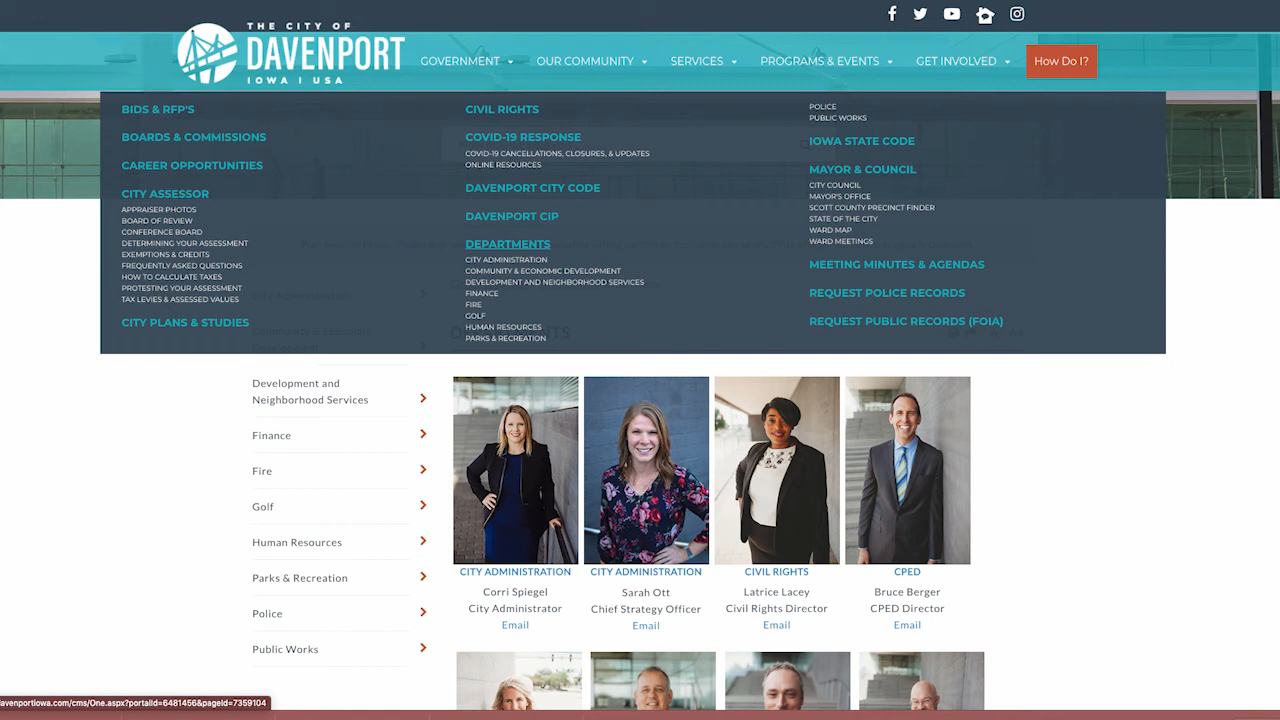 THE CITY OF
DAVENPORT
IOWA | USA
GOVERNMENT
OUR COMMUNITY
SERVICES
PROGRAMS & EVENTS
GET INVOLVED
How Do I?
BIDS & RFP'S
BOARDS & COMMISSIONS
CAREER OPPORTUNITIES
CITY ASSESSOR
APPRAISER PHOTOS
BOARD OF REVIEW
CONFERENCE BOARD
DETERMINING YOUR ASSESSMENT
EXEMPTIONS & CREDITS
FREQUENTLY ASKED QUESTIONS
HOW TO CALCULATE TAXES
PROTESTING YOUR ASSESSMENT
TAX LEVIES & ASSESSED VALUES
CITY PLANS & STUDIES
CIVIL RIGHTS
COVID-19 RESPONSE
COVID-19 CANCELLATIONS, CLOSURES, & UPDATES
ONLINE RESOURCES
DAVENPORT CITY CODE
DAVENPORT CIP
DEPARTMENTS
CITY ADMINISTRATION
COMMUNITY & ECONOMIC DEVELOPMENT
DEVELOPMENT AND NEIGHBORHOOD SERVICES
FINANCE
FIRE
GOLF
HUMAN RESOURCES
PARKS & RECREATION
POLICE
PUBLIC WORKS
IOWA STATE CODE
MAYOR & COUNCIL
CITY COUNCIL
MAYOR'S OFFICE
SCOTT COUNTY PRECINCT FINDER
STATE OF THE CITY
WARD MAP
WARD MEETINGS
MEETING MINUTES & AGENDAS
REQUEST POLICE RECORDS
REQUEST PUBLIC RECORDS (FOIA)
Development and
Neighborhood Services
Finance
Fire
Golf
Human Resources
Parks & Recreation
Police
Public Works
CITY ADMINISTRATION
Corri Spiegel
City Administrator
Email
CITY ADMINISTRATION
Sarah Ott
Chief Strategy Officer
Email
CIVIL RIGHTS
Latrice Lacey
Civil Rights Director
Email
CPED
Bruce Berger
CPED Director
Email
davenportiowa.com/cms/One.aspx?portalId=6481456&pageId=7359104